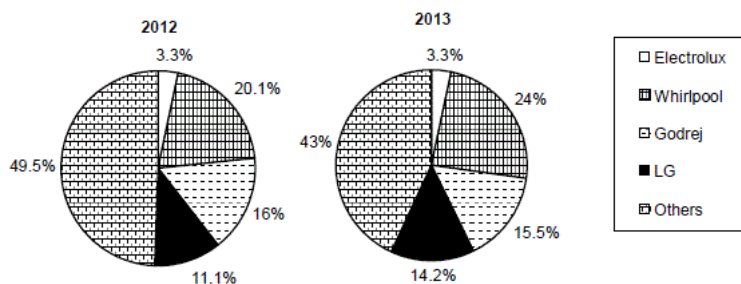 2012
3.3%
20.1%
16%
11.1%
49.5%
2013
3.3%
24%
15.5%
14.2%
43%
Electrolux
Whirlpool
Godrej
LG
Others